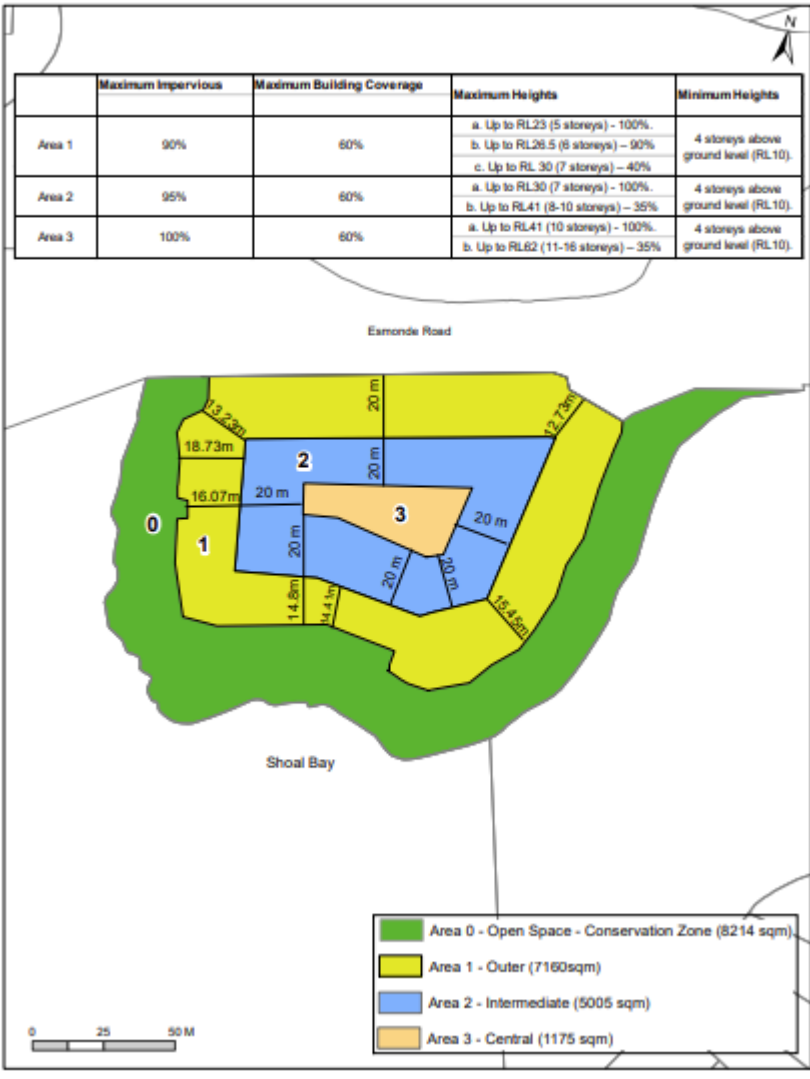 N
Maximum Impervious
Maximum Building Coverage
Maximum Heights
Minimum Heights
Area 1
90%
60%
a. Up to RL23 (5 storeys) - 100%.
b. Up to RL26.5 (6 storeys) – 90%
c. Up to RL 30 (7 storeys) – 40%
4 storeys above
ground level (RL10).
Area 2
95%
60%
a. Up to RL30 (7 storeys) - 100%.
b. Up to RL41 (8-10 storeys) – 35%
4 storeys above
ground level (RL10).
Area 3
100%
60%
a. Up to RL41 (10 storeys) - 100%.
b. Up to RL62 (11-16 storeys) – 35%
4 storeys above
ground level (RL10).
Esmonde Road
20 m
13.23m
12.73m
18.73m
2
20 m
16.07m
20 m
3
20 m
0
1
20 m
20 m
20 m
14.8m
14.41m
15.45m
Shoal Bay
Area 0 - Open Space - Conservation Zone (8214 sqm)
Area 1 - Outer (7160sqm)
Area 2 - Intermediate (5005 sqm)
Area 3 - Central (1175 sqm)
0 25 50 M